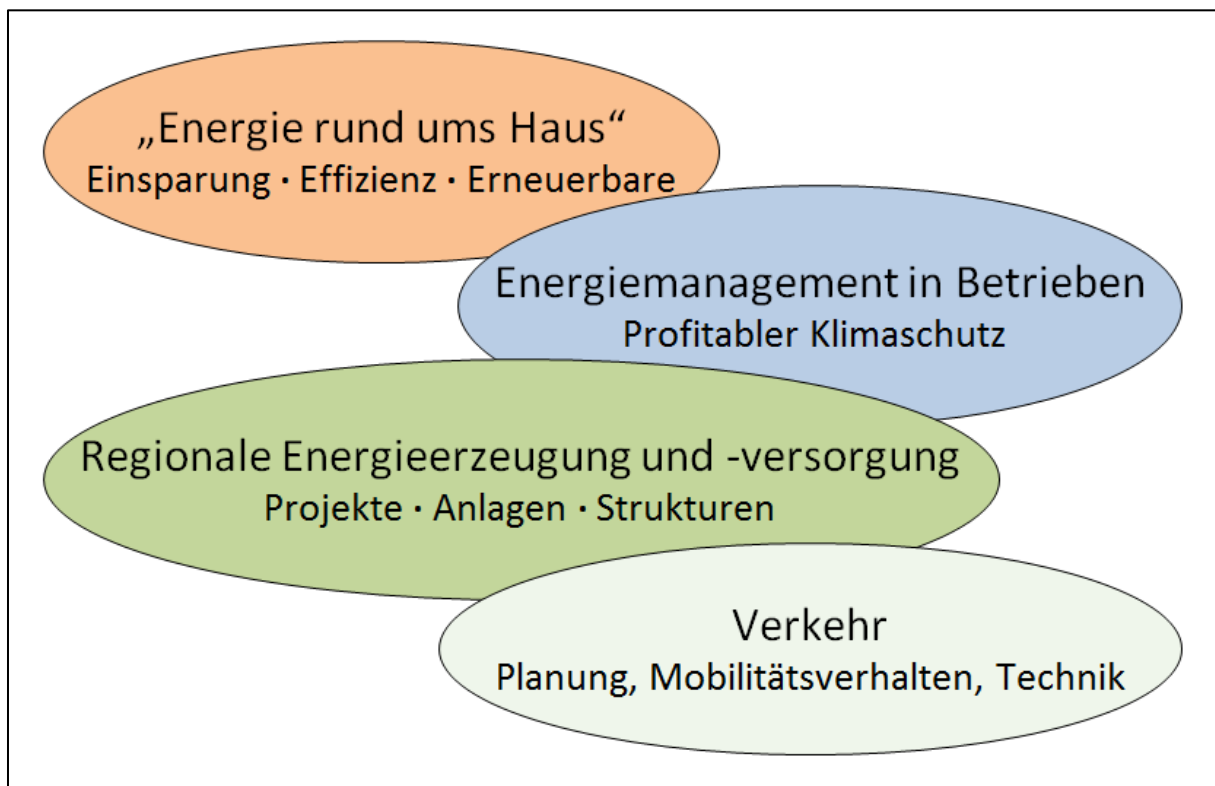 „Energie rund ums Haus“
Einsparung · Effizienz · Erneuerbare
Energiemanagement in Betrieben
Profitabler Klimaschutz
Regionale Energieerzeugung und -versorgung
Projekte · Anlagen · Strukturen
Verkehr
Planung, Mobilitätsverhalten, Technik